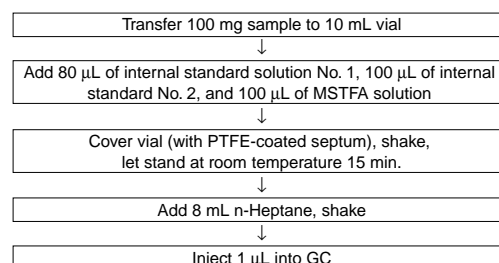 Transfer 100 mg sample to 10 mL vial
↓
Add 80 μL of internal standard solution No. 1, 100 μL of internal
standard No. 2, and 100 μL of MSTFA solution
↓
Cover vial (with PTFE-coated septum), shake,
let stand at room temperature 15 min.
↓
Add 8 mL n-Heptane, shake
↓
Inject 1 μL into GC